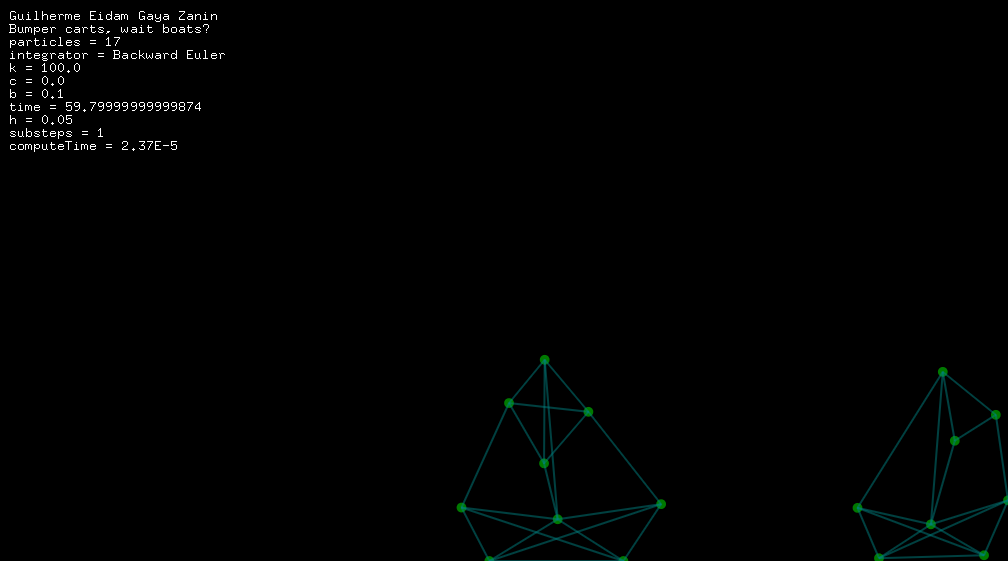 Guilherme Eidam Gaya Zanin
Bumper carts, wait boats?
particles = 17
integrator = Backward Euler
k = 100.0
c = 0.0
b = 0.1
time = 59.79999999999874
h = 0.05
substeps = 1
computeTime = 2.37E-5